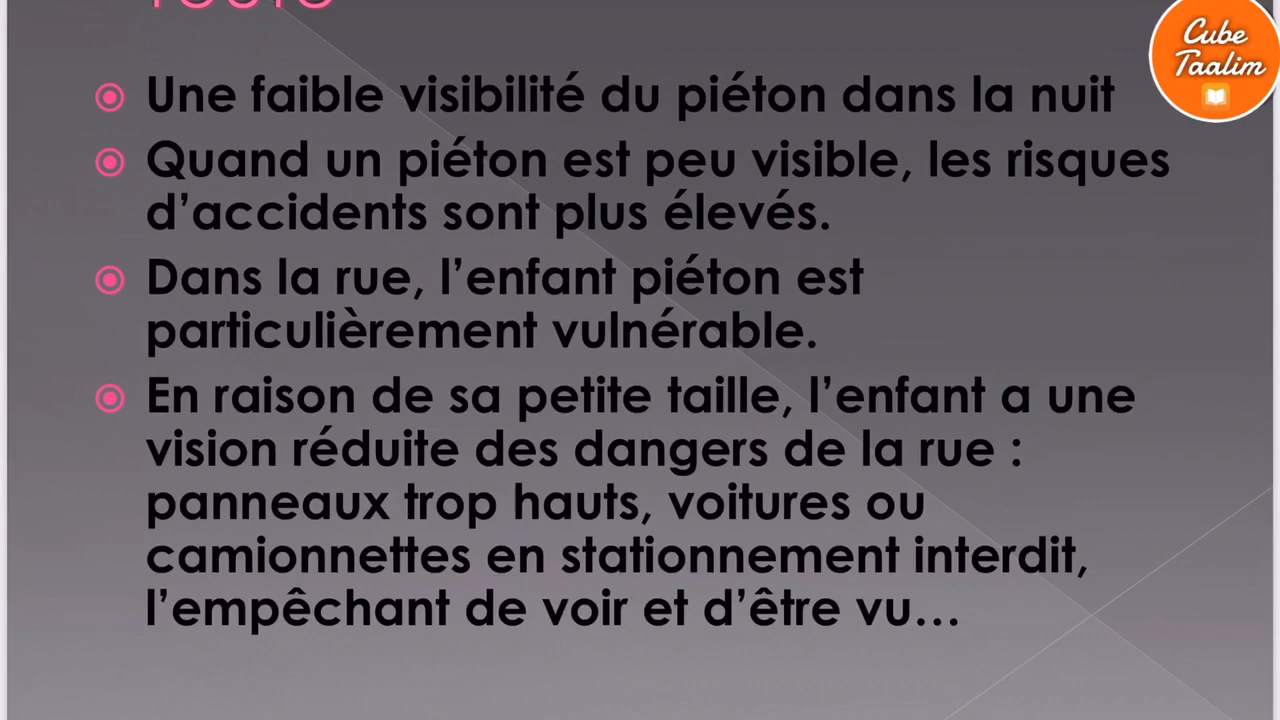 Cube
Taalim
Une faible visibilité du piéton dans la nuit
Quand un piéton est peu visible, les risques
d’accidents sont plus élevés.
Dans la rue, l’enfant piéton est
particulièrement vulnérable.
En raison de sa petite taille, l’enfant a une
vision réduite des dangers de la rue :
panneaux trop hauts, voitures ou
camionnettes en stationnement interdit,
l’empêchant de voir et d’être vu…